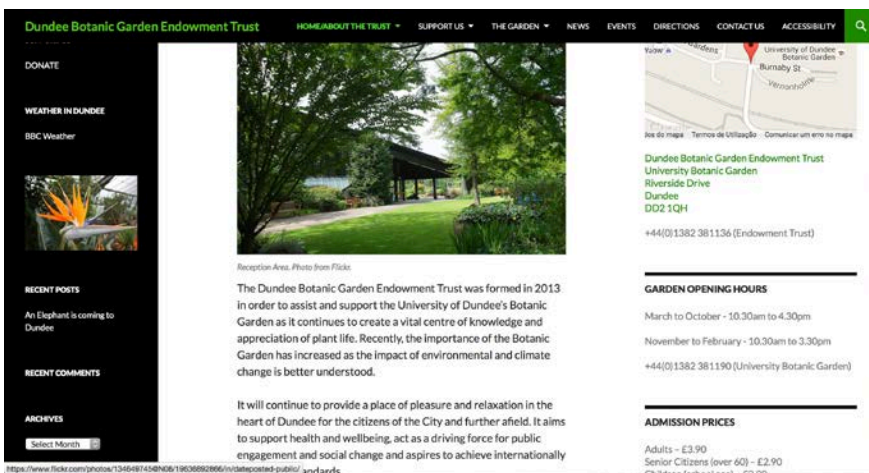 Dundee Botanic Garden Endowment Trust
HOME/ABOUT THE TRUST
SUPPORT US
THE GARDEN
NEWS
EVENTS
DIRECTIONS
CONTACT US
ACCESSIBILITY
DONATE
WEATHER IN DUNDEE
BBC Weather
RECENT POSTS
An Elephant is coming to
Dundee
RECENT COMMENTS
ARCHIVES
Select Month
Reception Area. Photo from Flickr.
The Dundee Botanic Garden Endowment Trust was formed in 2013
in order to assist and support the University of Dundee's Botanic
Garden as it continues to create a vital centre of knowledge and
appreciation of plant life. Recently, the importance of the Botanic
Garden has increased as the impact of environmental and climate
change is better understood.
It will continue to provide a place of pleasure and relaxation in the
heart of Dundee for the citizens of the City and further afield. It aims
to support health and wellbeing, act as a driving force for public
engagement and social change and aspires to achieve internationally
University of Dundee
Botanic Garden
Burnaby St
dos do mapa
Termos de Utilização
Comunicar um erro no mapa
Dundee Botanic Garden Endowment Trust
University Botanic Garden
Riverside Drive
Dundee
DD2 1QH
+44(0)1382 381136 (Endowment Trust)
GARDEN OPENING HOURS
March to October - 10.30am to 4.30pm
November to February - 10.30am to 3.30pm
+44(0)1382 381190 (University Botanic Garden)
ADMISSION PRICES
Adults – £3.90
Senior Citizens (over 60) – £2.90